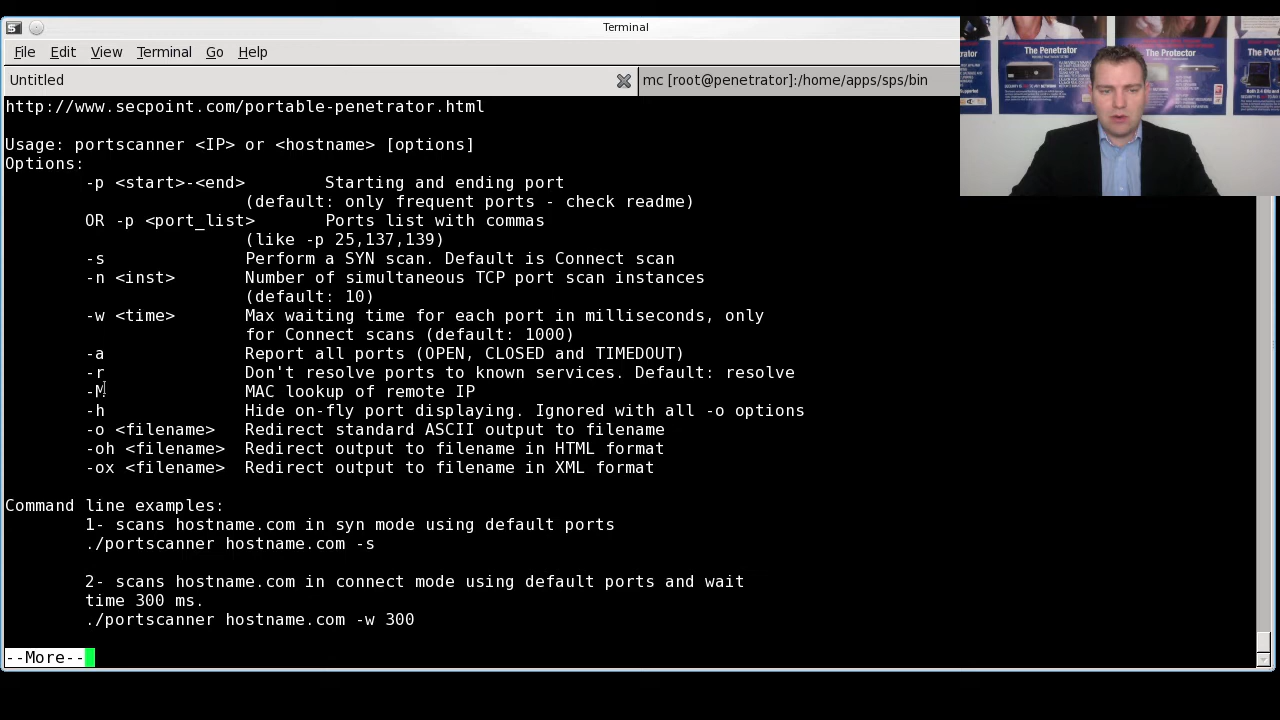 Terminal
File Edit View Terminal Go Help
Untitled
mc [root@penetrator]:/home/apps/sps/bin
The Penetrator
The Protector
The Port
http://www.secpoint.com/portable-penetrator.html
Usage: portscanner <IP> or <hostname> [options]
Options:
-p <start>-<end> Starting and ending port
(default: only frequent ports - check readme)
OR -p <port_list> Ports list with commas
(like -p 25,137,139)
-s Perform a SYN scan. Default is Connect scan
-n <inst> Number of simultaneous TCP port scan instances
(default: 10)
-w <time> Max waiting time for each port in milliseconds, only
for Connect scans (default: 1000)
-a Report all ports (OPEN, CLOSED and TIMEDOUT)
-r Don't resolve ports to known services. Default: resolve
-M MAC lookup of remote IP
-h Hide on-fly port displaying. Ignored with all -o options
-o <filename> Redirect standard ASCII output to filename
-oh <filename> Redirect output to filename in HTML format
-ox <filename> Redirect output to filename in XML format
Command line examples:
1- scans hostname.com in syn mode using default ports
./portscanner hostname.com -s
2- scans hostname.com in connect mode using default ports and wait
time 300 ms.
./portscanner hostname.com -w 300
--More--